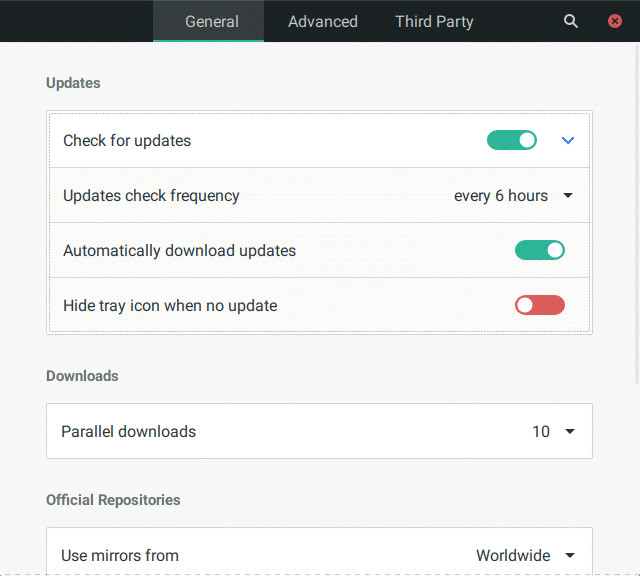 General Advanced Third Party
Updates
Check for updates
Updates check frequency every 6 hours
Automatically download updates
Hide tray icon when no update
Downloads
Parallel downloads 10
Official Repositories
Use mirrors from Worldwide